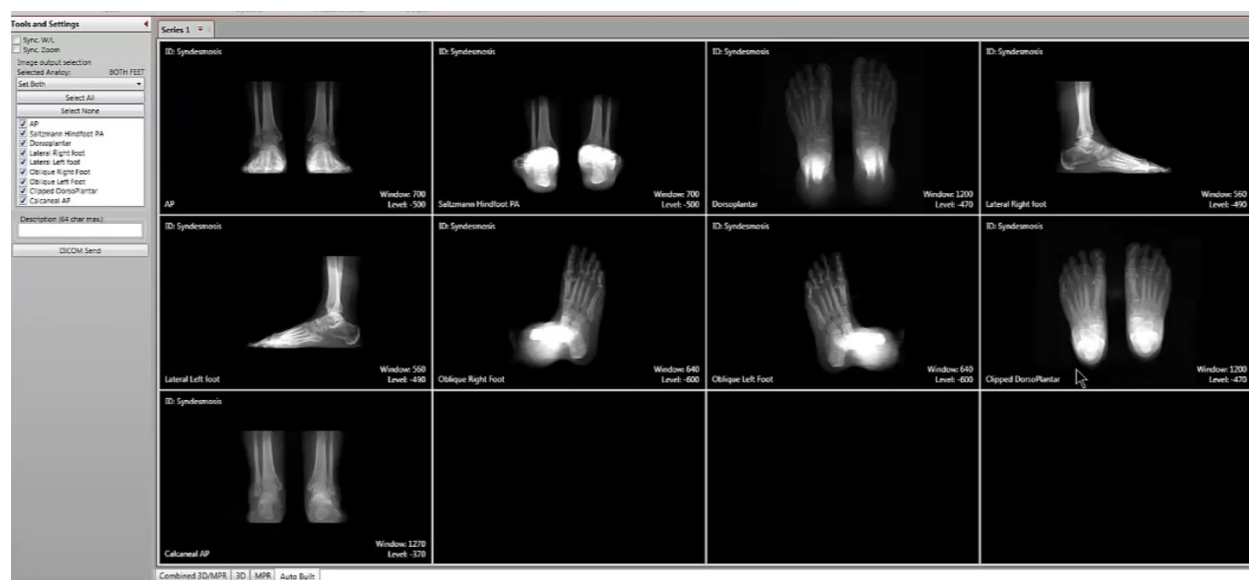 Tools and Settings
Sync. W/L
Sync. Zoom
Image output selection
Selected Anatoy: BOTH FEET
Set Both
Select All
Select None
AP
Saltzmann Hindfoot PA
Dorsoplantar
Lateral Right foot
Lateral Left foot
Oblique Right Foot
Oblique Left Foot
Clipped DorsoPlantar
Calcaneal AP
Description (64 char max.)
DICOM Send
Series 1
ID: Syndesmosis
Window: 700
Level: -500
AP
ID: Syndesmosis
Window: 700
Level: -500
Saltzmann Hindfoot PA
ID: Syndesmosis
Window: 1200
Level: -470
Dorsoplantar
ID: Syndesmosis
Window: 560
Level: -490
Lateral Right foot
ID: Syndesmosis
Window: 560
Level: -490
Lateral Left foot
ID: Syndesmosis
Window: 640
Level: -600
Oblique Right Foot
ID: Syndesmosis
Window: 640
Level: -600
Oblique Left Foot
ID: Syndesmosis
Window: 1200
Level: -470
Clipped DorsoPlantar
ID: Syndesmosis
Window: 1270
Level: -370
Calcaneal AP
Combined 3D/MPR 3D MPR Auto Built